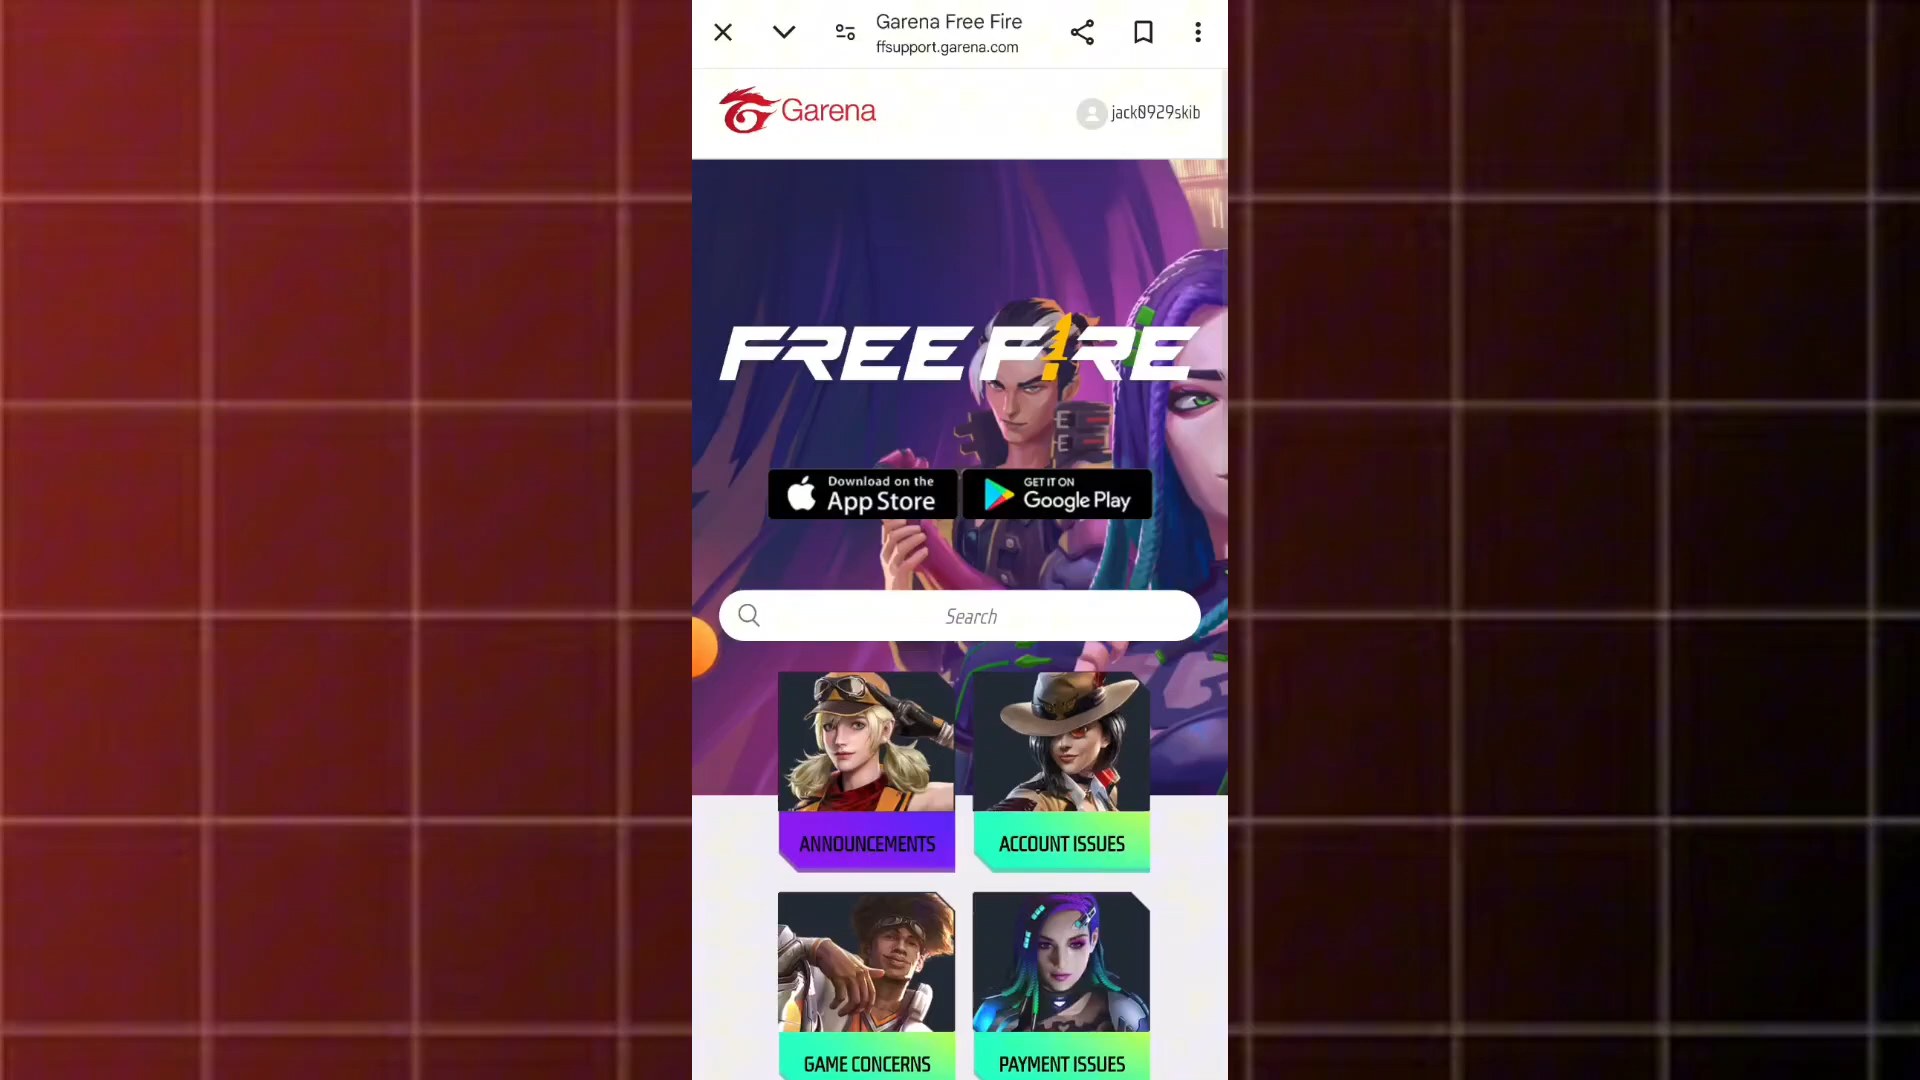 Garena Free Fire
ffsupport.garena.com
Garena
jack0929skib
FREE FIRE
Download on the
App Store
GET IT ON
Google Play
Search
ANNOUNCEMENTS
ACCOUNT ISSUES
GAME CONCERNS
PAYMENT ISSUES